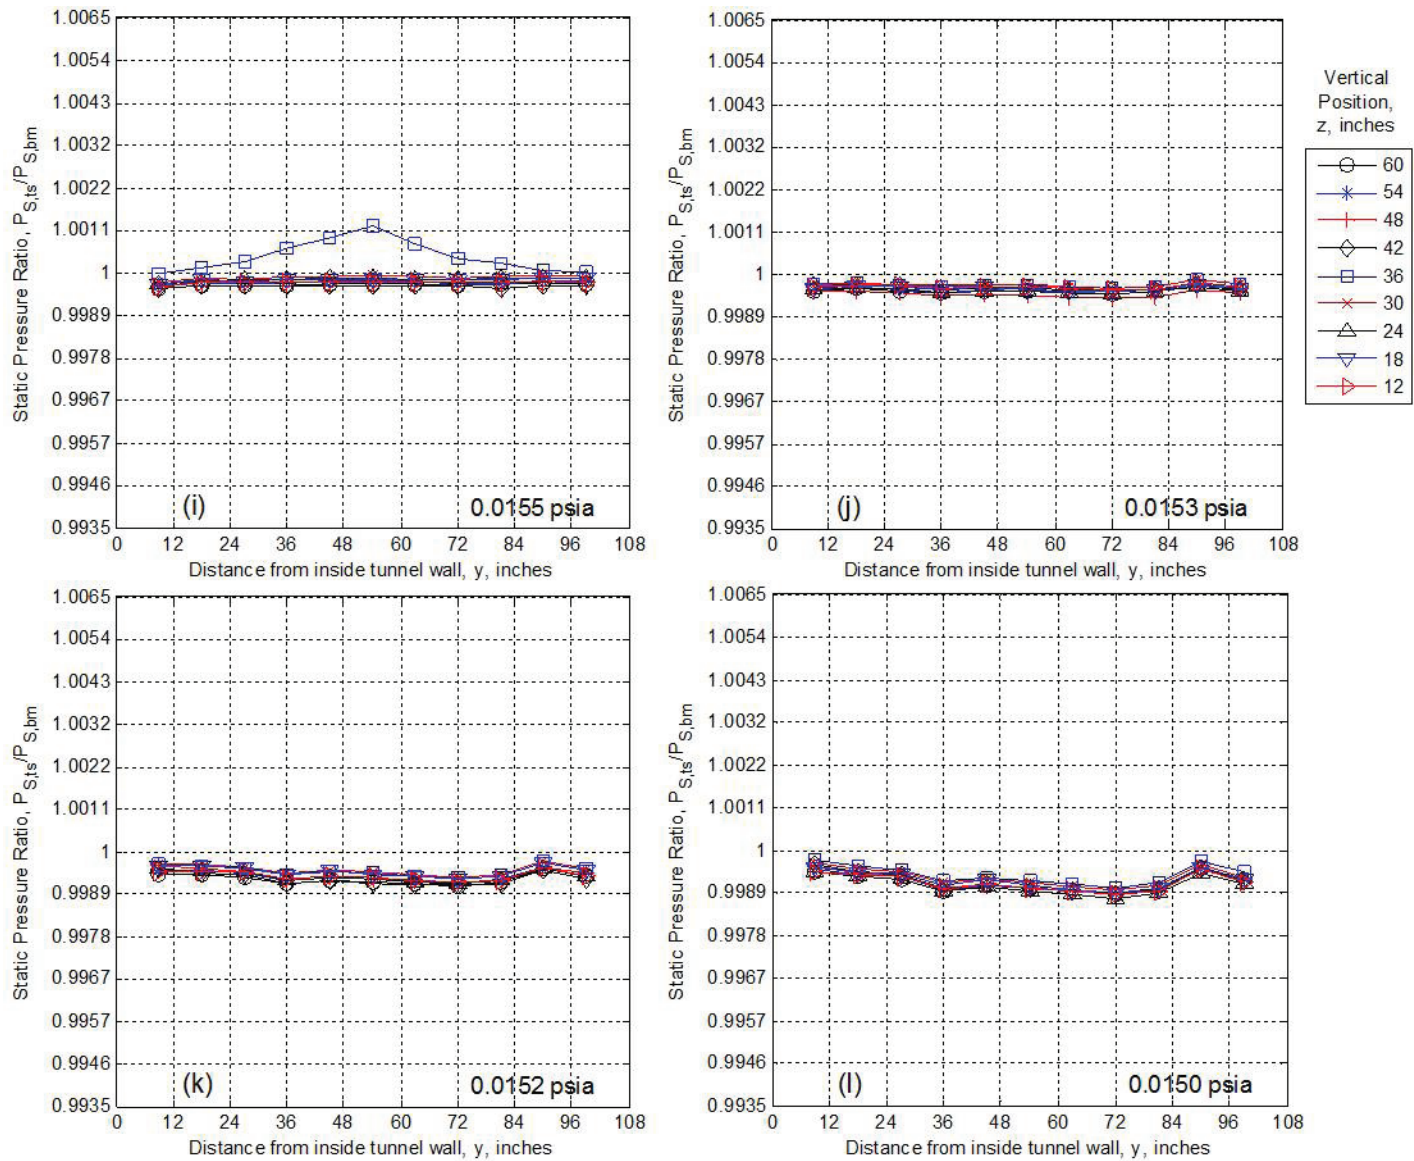 1.0065
1.0054
1.0043
1.0032
1.0022
1.0011
1
0.9989
0.9978
0.9967
0.9957
0.9946
0.9935
Static Pressure Ratio, P_S,ts/P_S,bm
(i)
0.0155 psia
0 12 24 36 48 60 72 84 96 108
Distance from inside tunnel wall, y, inches
1.0065
1.0054
1.0043
1.0032
1.0022
1.0011
1
0.9989
0.9978
0.9967
0.9957
0.9946
0.9935
Static Pressure Ratio, P_S,ts/P_S,bm
(j)
0.0153 psia
0 12 24 36 48 60 72 84 96 108
Distance from inside tunnel wall, y, inches
Vertical
Position,
z, inches
60
54
48
42
36
30
24
18
12
1.0065
1.0054
1.0043
1.0032
1.0022
1.0011
1
0.9989
0.9978
0.9967
0.9957
0.9946
0.9935
Static Pressure Ratio, P_S,ts/P_S,bm
(k)
0.0152 psia
0 12 24 36 48 60 72 84 96 108
Distance from inside tunnel wall, y, inches
1.0065
1.0054
1.0043
1.0032
1.0022
1.0011
1
0.9989
0.9978
0.9967
0.9957
0.9946
0.9935
Static Pressure Ratio, P_S,ts/P_S,bm
(l)
0.0150 psia
0 12 24 36 48 60 72 84 96 108
Distance from inside tunnel wall, y, inches